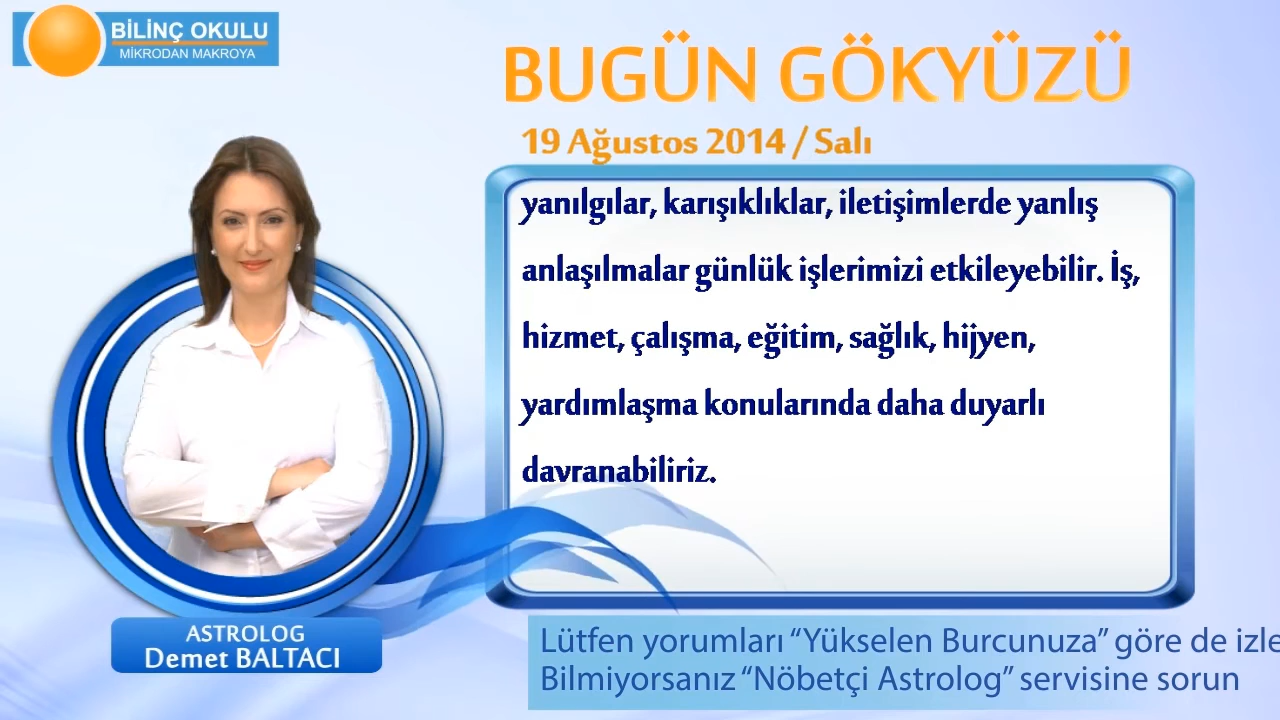 BİLİNÇ OKULU
MİKRODAN MAKROYA
BUGÜN GÖKYÜZÜ
19 Ağustos 2014 / Salı
yanılgılar, karışıklıklar, iletişimlerde yanlış
anlaşılmalar günlük işlerimizi etkileyebilir. İş,
hizmet, çalışma, eğitim, sağlık, hijyen,
yardımlaşma konularında daha duyarlı
davranabiliriz.
ASTROLOG
Demet BALTACI
Lütfen yorumları “Yükselen Burcunuza” göre de
Bilmiyorsanız “Nöbetçi Astrolog” servisine sorun